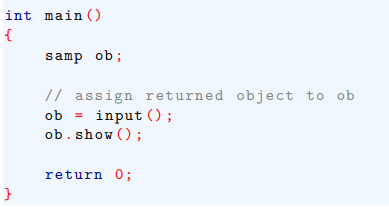 int main()
{
    samp ob;

    // assign returned object to ob
    ob = input();
    ob.show();

    return 0;
}